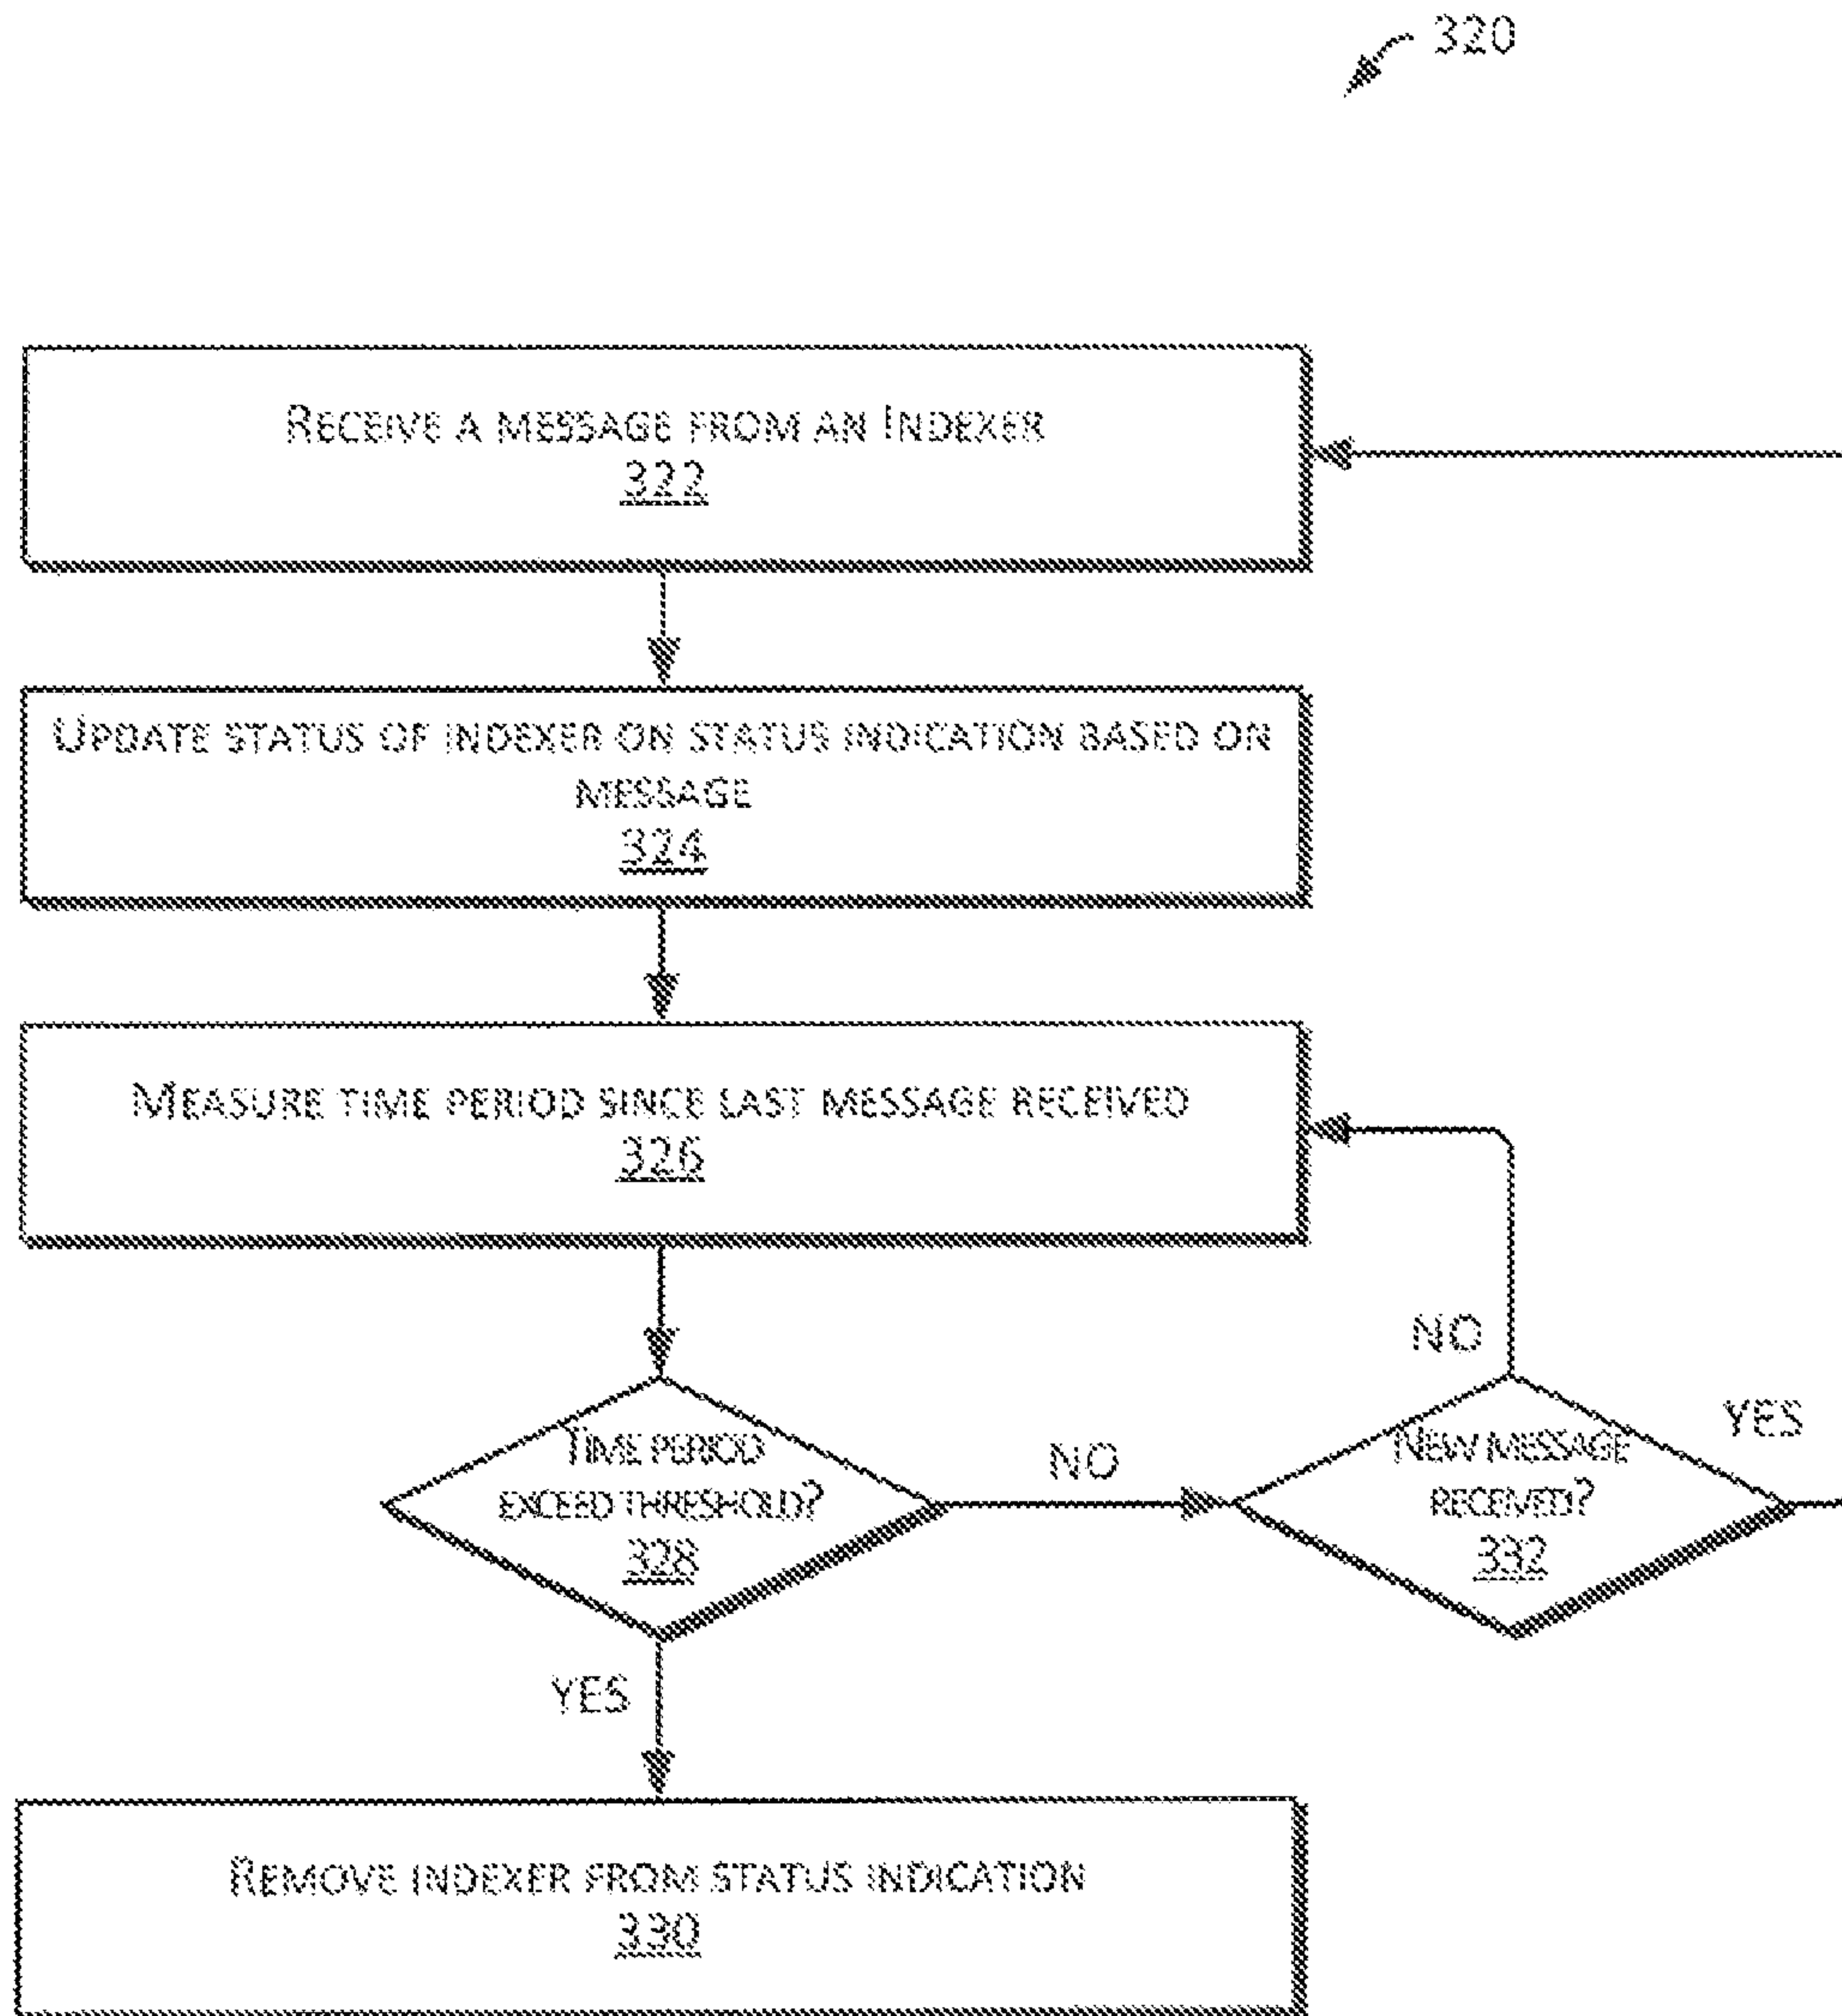 320
RECEIVE A MESSAGE FROM AN INDEXER
322
UPDATE STATUS OF INDEXER ON STATUS INDICATION BASED ON
MESSAGE
324
MEASURE TIME PERIOD SINCE LAST MESSAGE RECEIVED
326
TIME PERIOD
EXCEED THRESHOLD?
328
NO
NEW MESSAGE
RECEIVED?
332
NO
YES
YES
REMOVE INDEXER FROM STATUS INDICATION
330